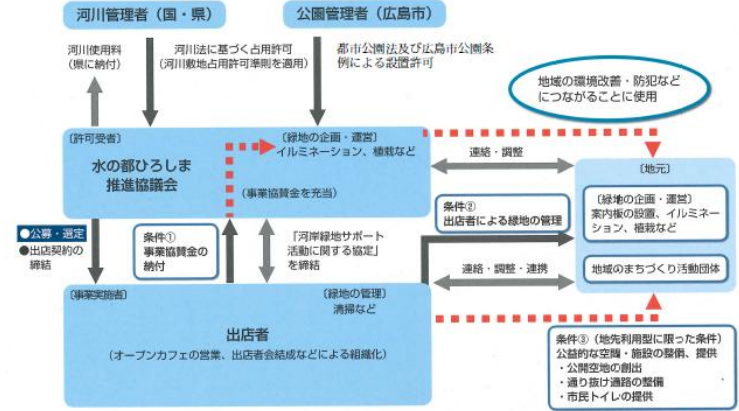 河川管理者（国・県）
公園管理者（広島市）
河川使用料
（県に納付）
河川法に基づく占用許可
（河川敷地占用許可準則を適用）
都市公園法及び広島市公園条
例による設置許可
地域の環境改善・防犯など
につながることに使用
〔許可受者〕
水の都ひろしま
推進協議会
〔緑地の企画・運営〕
イルミネーション、植栽など
（事業協賛金を充当）
連絡・調整
〔地元〕
〔緑地の企画・運営〕
案内板の設置、イルミネー
ション、植栽など
地域のまちづくり活動団体
●公募・選定
●出店契約の
締結
条件①
事業協賛金の
納付
「河岸緑地サポート
活動に関する協定」
を締結
条件②
出店者による緑地の管理
連絡・調整・連携
〔事業実施者〕
〔緑地の管理〕
清掃など
出店者
（オープンカフェの営業、出店者会結成などによる組織化）
条件③（地先利用型に限った条件）
公益的な空間・施設の整備、提供
・公開空地の創出
・通り抜け通路の整備
・市民トイレの提供